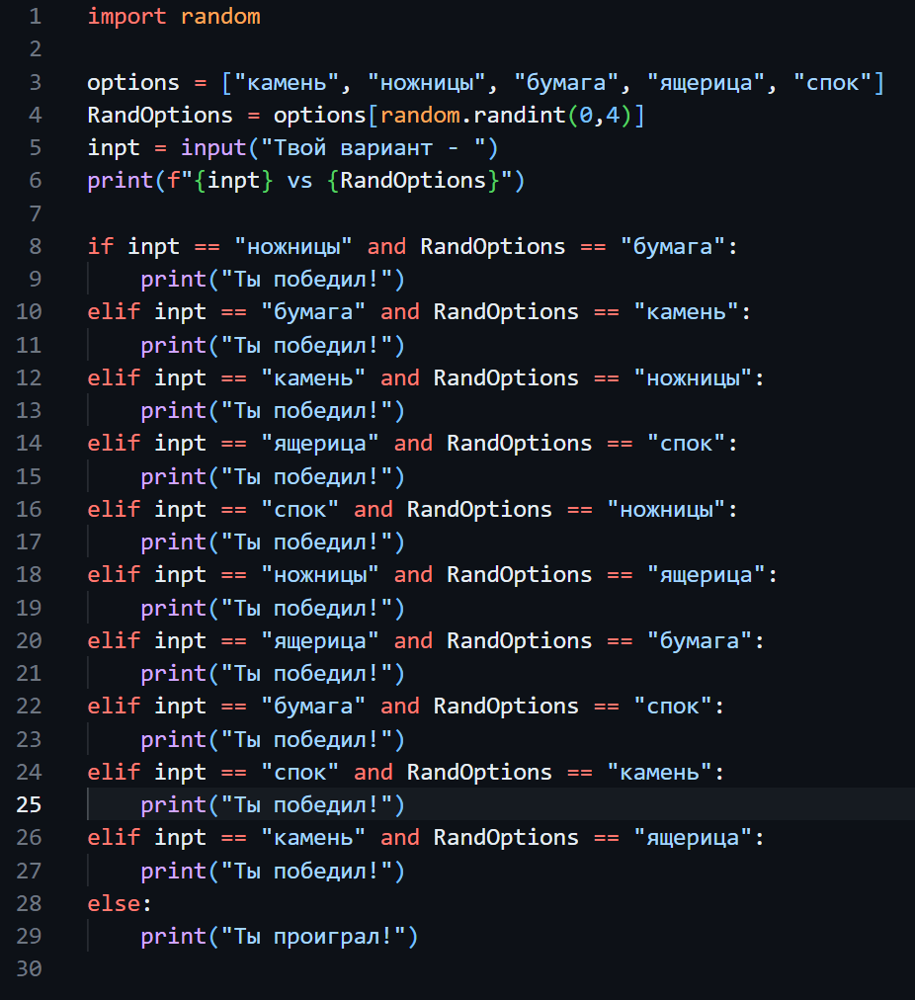 1 import random
2
3 options = ["камень", "ножницы", "бумага", "ящерица", "спок"]
4 RandOptions = options[random.randint(0,4)]
5 inpt = input("Твой вариант - ")
6 print(f"{inpt} vs {RandOptions}")
7
8 if inpt == "ножницы" and RandOptions == "бумага":
9     print("Ты победил!")
10 elif inpt == "бумага" and RandOptions == "камень":
11     print("Ты победил!")
12 elif inpt == "камень" and RandOptions == "ножницы":
13     print("Ты победил!")
14 elif inpt == "ящерица" and RandOptions == "спок":
15     print("Ты победил!")
16 elif inpt == "спок" and RandOptions == "ножницы":
17     print("Ты победил!")
18 elif inpt == "ножницы" and RandOptions == "ящерица":
19     print("Ты победил!")
20 elif inpt == "ящерица" and RandOptions == "бумага":
21     print("Ты победил!")
22 elif inpt == "бумага" and RandOptions == "спок":
23     print("Ты победил!")
24 elif inpt == "спок" and RandOptions == "камень":
25     print("Ты победил!")
26 elif inpt == "камень" and RandOptions == "ящерица":
27     print("Ты победил!")
28 else:
29     print("Ты проиграл!")
30